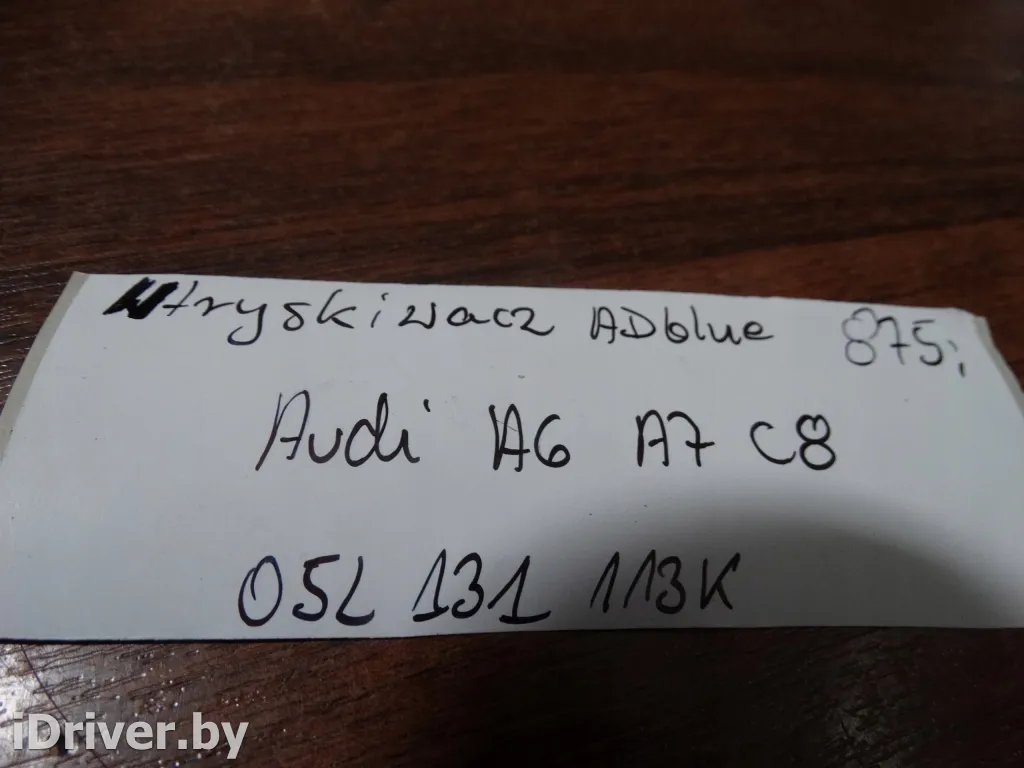 Wtryskiwacz ADblue 875,-
Audi A6 A7 C8
05L 131 113K
iDriver.by